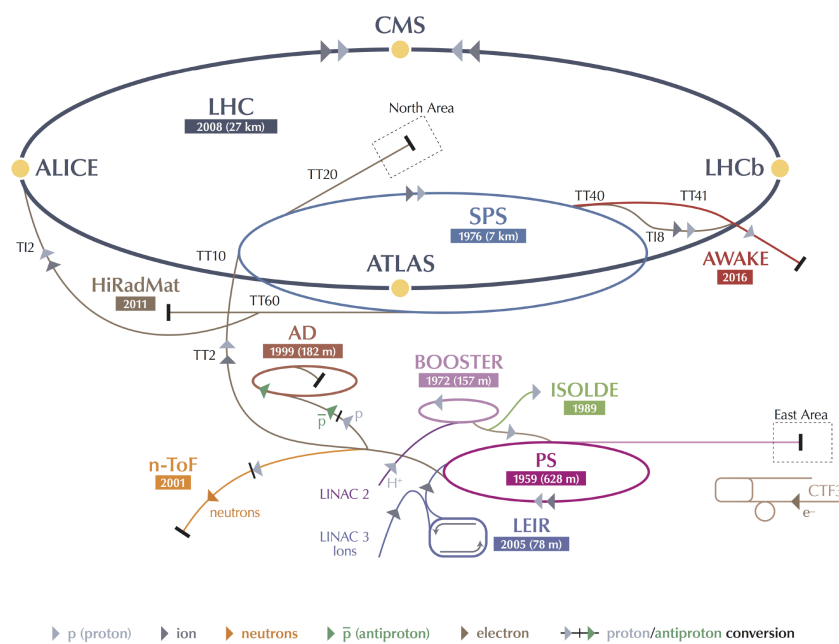 CMS
LHC
2008 (27 km)
North Area
ALICE
TT20
LHCb
TT40
TT41
SPS
1976 (7 km)
TI8
TI2
TT10
ATLAS
AWAKE
2016
HiRadMat
2011
TT60
AD
1999 (182 m)
TT2
BOOSTER
1972 (157 m)
ISOLDE
1989
p̅
p
East Area
n-ToF
2001
PS
1959 (628 m)
H⁺
LINAC 2
neutrons
CTF3
e⁻
LINAC 3
Ions
LEIR
2005 (78 m)
p (proton)
ion
neutrons
p̅ (antiproton)
electron
proton/antiproton conversion